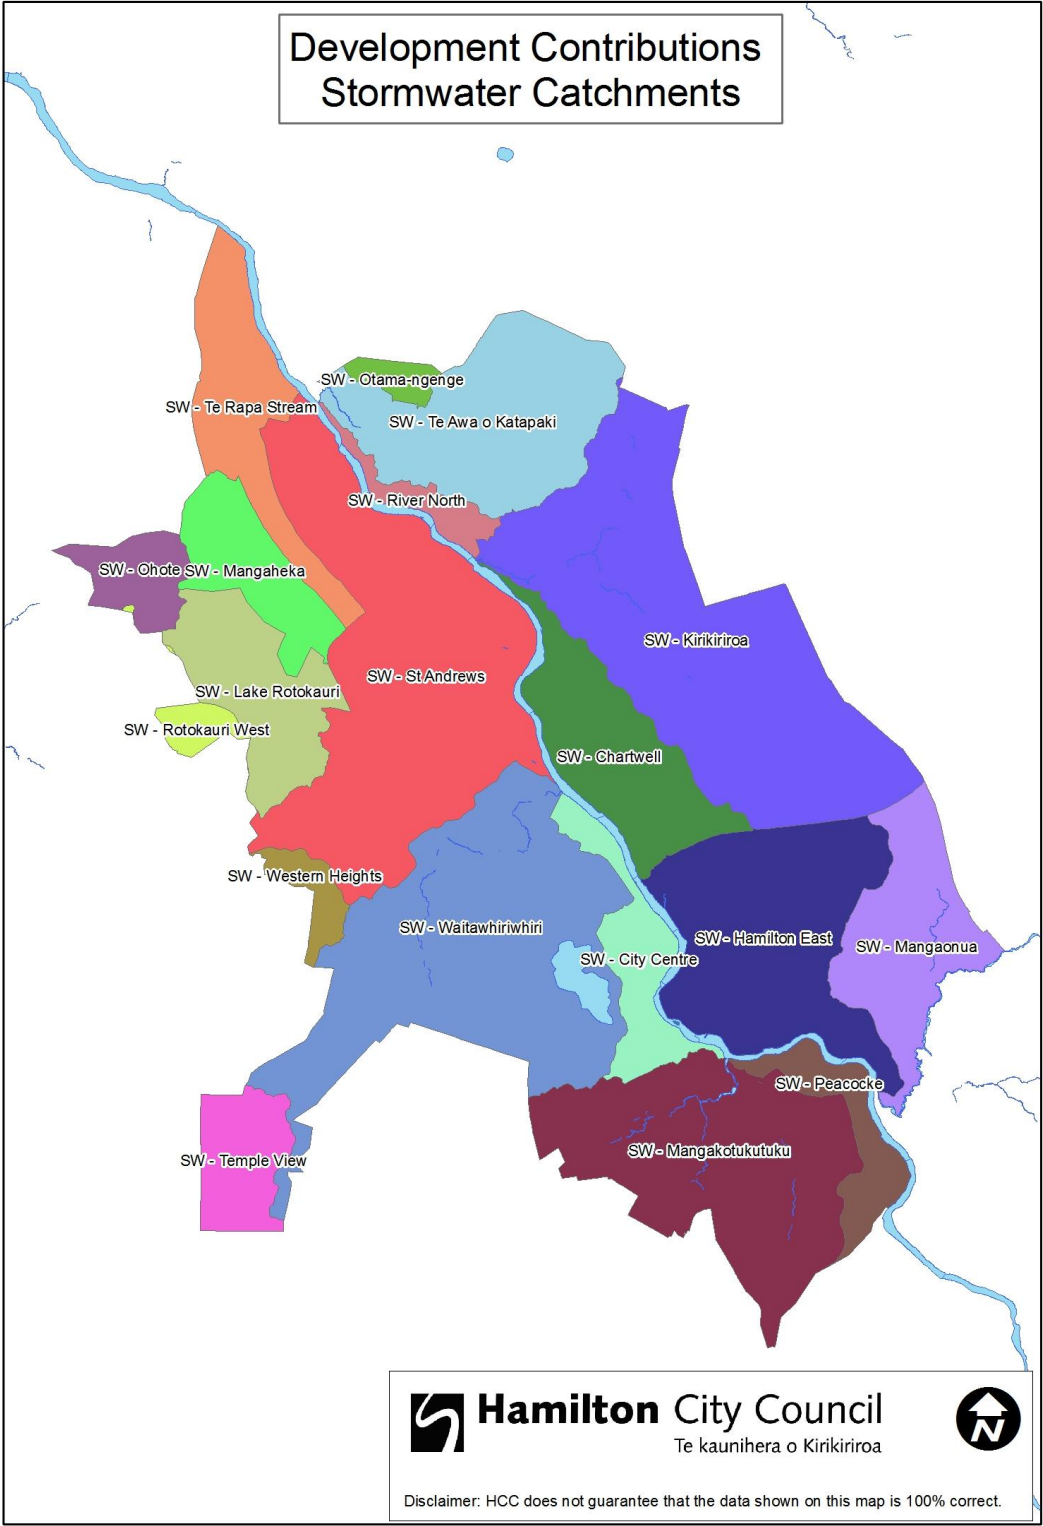 Development Contributions
Stormwater Catchments
SW - Otama-ngenge
SW - Te Rapa Stream
SW - Te Awa o Katapaki
SW - River North
SW - Ohote
SW - Mangaheka
SW - Kirikiriroa
SW - St Andrews
SW - Lake Rotokauri
SW - Rotokauri West
SW - Chartwell
SW - Western Heights
SW - Waitawhiriwhiri
SW - Hamilton East
SW - Mangaonua
SW - City Centre
SW - Peacocke
SW - Mangakotukutuku
SW - Temple View
Hamilton City Council
Te kaunihera o Kirikiriroa
N
Disclaimer: HCC does not guarantee that the data shown on this map is 100% correct.